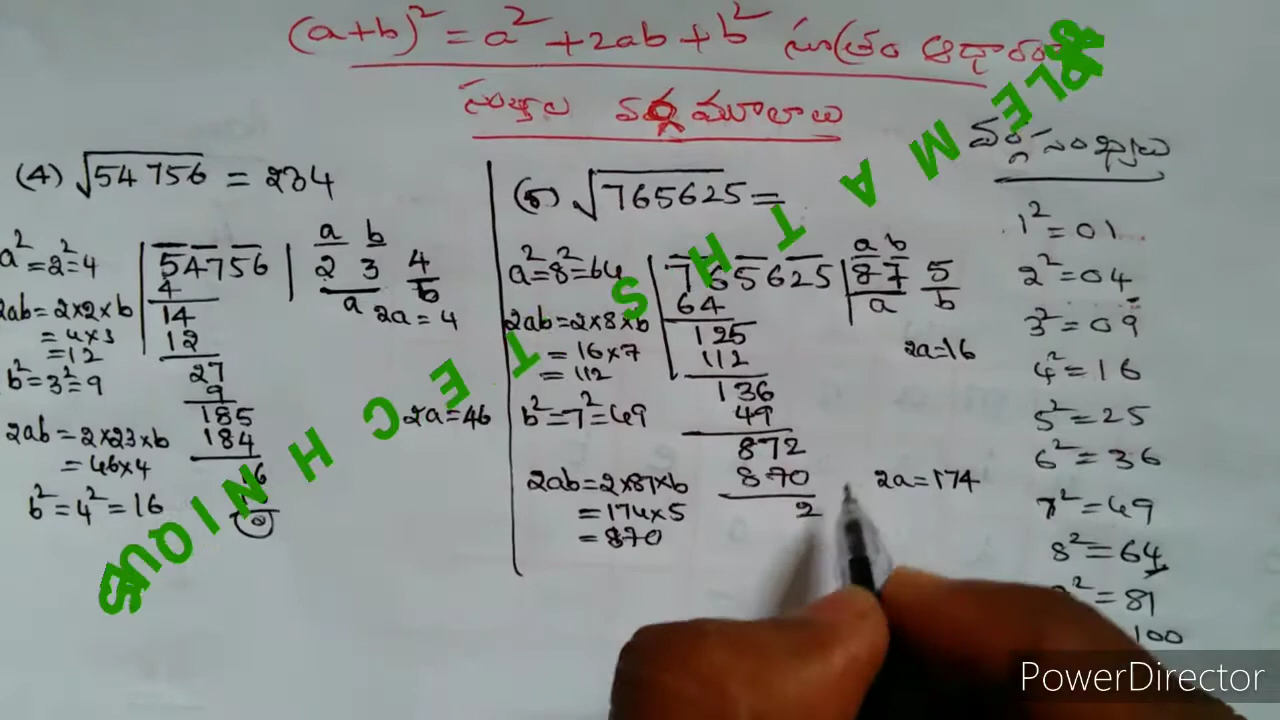 (a+b)² = a² + 2ab + b² సూత్రం ఆధారంగా
సంఖ్యల వర్గమూలాలు
(4) √54756 = 234
a² = 2² = 4
54756
a b
2 3 4
a b
2a = 4
4
2ab = 2×2×b
= 4×3
= 12
14
12
b² = 3² = 9
27
9
185
2a = 46
2ab = 2×23×b
= 46×4
184
16
b² = 4² = 16
(5) √765625 =
a² = 8² = 64
765625
a b
8 7 5
a b
64
2ab = 2×8×b
= 16×7
= 112
125
112
2a = 16
136
b² = 7² = 49
49
872
2ab = 2×87×b
= 174×5
= 870
870
2
2a = 174
వర్గ సంఖ్యలు
1² = 01
2² = 04
3² = 09
4² = 16
5² = 25
6² = 36
7² = 49
8² = 64
9² = 81
100
MATHS TECHNIQUES
PowerDirector